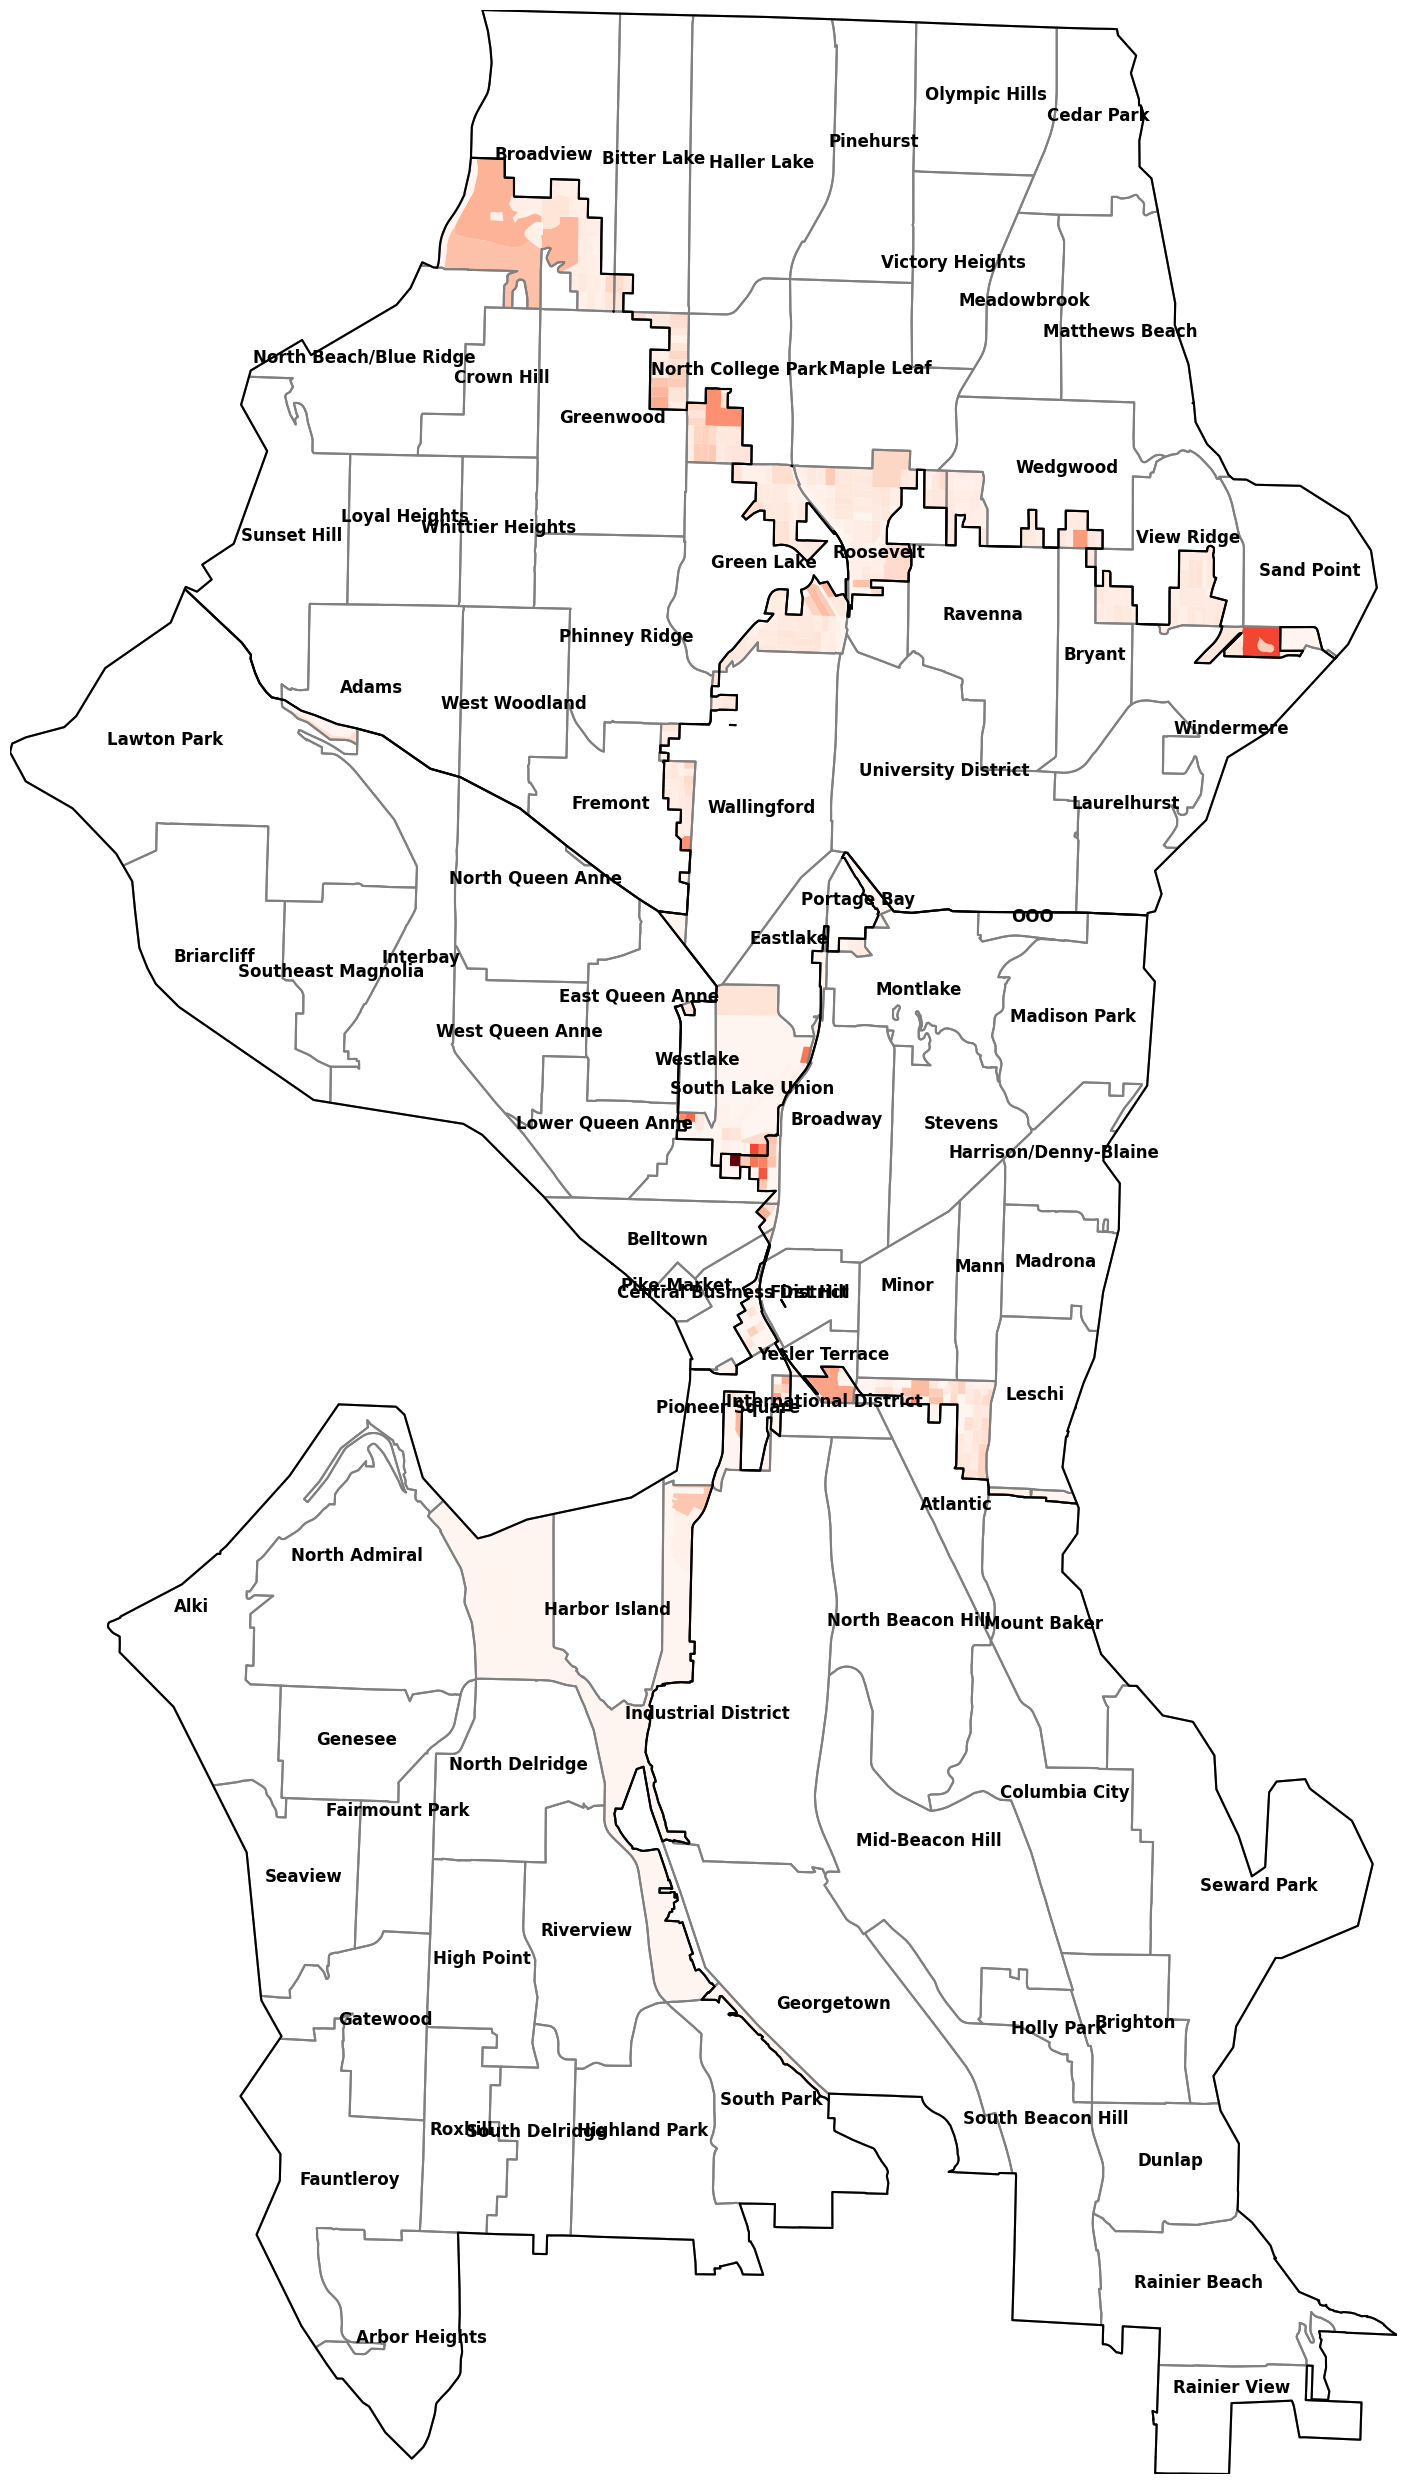 Olympic Hills
Cedar Park
Pinehurst
Broadview
Bitter Lake
Haller Lake
Victory Heights
Meadowbrook
Matthews Beach
North Beach/Blue Ridge
North College Park
Maple Leaf
Crown Hill
Greenwood
Wedgwood
Loyal Heights
Whittier Heights
Sunset Hill
View Ridge
Roosevelt
Green Lake
Sand Point
Ravenna
Phinney Ridge
Bryant
Adams
West Woodland
Windermere
Lawton Park
University District
Fremont
Wallingford
Laurelhurst
North Queen Anne
Portage Bay
OOO
Eastlake
Briarcliff
Interbay
Southeast Magnolia
Montlake
East Queen Anne
Madison Park
West Queen Anne
Westlake
South Lake Union
Broadway
Lower Queen Anne
Stevens
Harrison/Denny-Blaine
Belltown
Madrona
Mann
Pike-Market
Minor
Central Business District
First Hill
Yesler Terrace
Leschi
International District
Pioneer Square
Atlantic
North Admiral
Alki
Harbor Island
North Beacon Hill
Mount Baker
Industrial District
Genesee
North Delridge
Columbia City
Fairmount Park
Mid-Beacon Hill
Seaview
Seward Park
Riverview
High Point
Georgetown
Gatewood
Brighton
Holly Park
South Park
South Beacon Hill
Roxhill
South Delridge
Highland Park
Dunlap
Fauntleroy
Rainier Beach
Arbor Heights
Rainier View